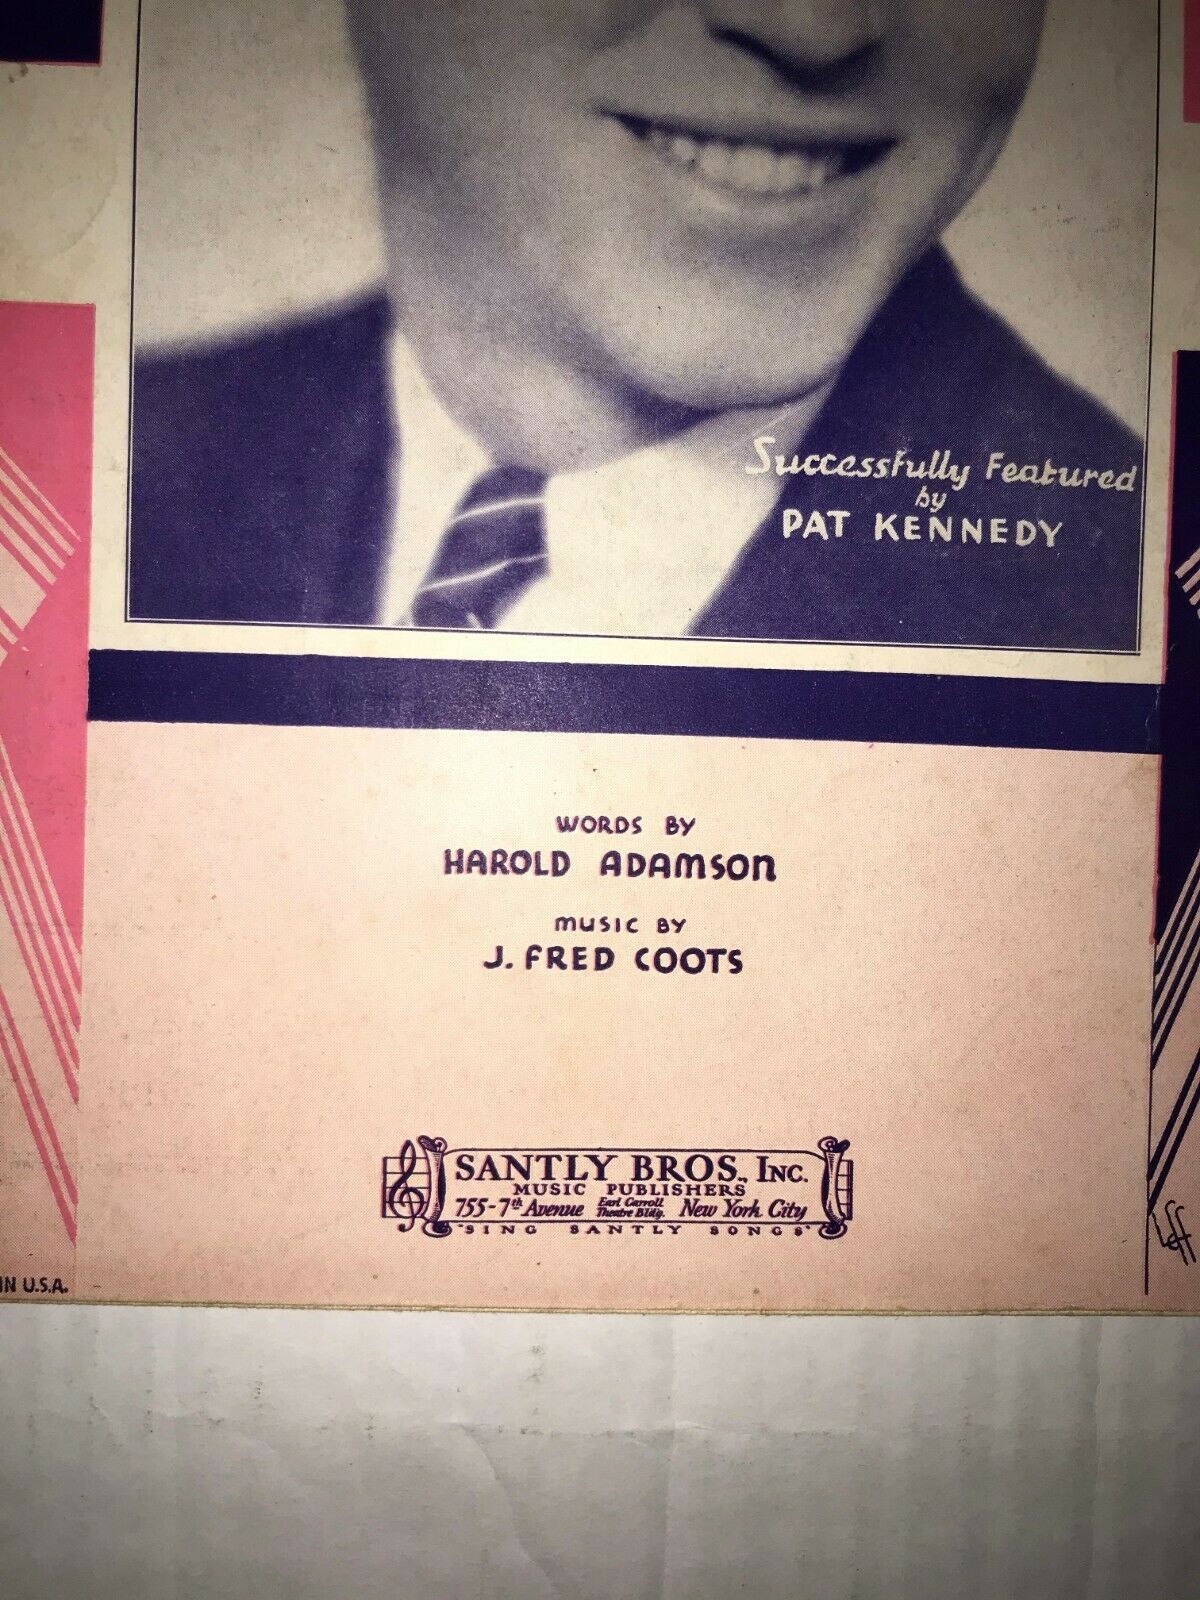 Successfully Featured
by
PAT KENNEDY
WORDS BY
HAROLD ADAMSON
MUSIC BY
J. FRED COOTS
SANTLY BROS., INC.
MUSIC PUBLISHERS
755-7th Avenue Earl Carroll Theatre Bldg. New York City
"SING SANTLY SONGS"
IN U.S.A.
Leff